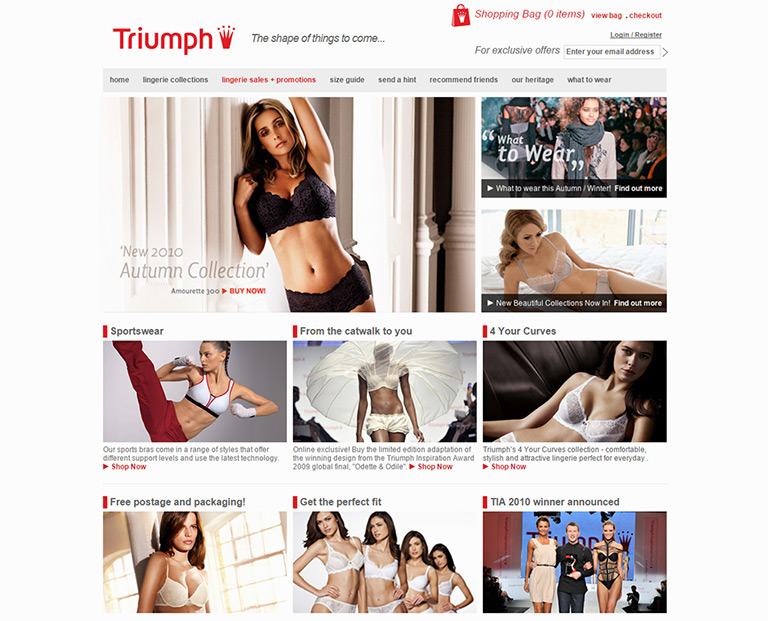 Shopping Bag (0 items) view bag . checkout
Triumph
The shape of things to come...
Login / Register
For exclusive offers Enter your email address
home lingerie collections lingerie sales + promotions size guide send a hint recommend friends our heritage what to wear
'New 2010
Autumn Collection'
Amourette 300 ▶ BUY NOW!
“What
to Wear„
▶ What to wear this Autumn / Winter! Find out more
▶ New Beautiful Collections Now In! Find out more
Sportswear
Our sports bras come in a range of styles that offer
different support levels and use the latest technology.
▶ Shop Now
From the catwalk to you
Online exclusive! Buy the limited edition adaptation of
the winning design from the Triumph Inspiration Award
2009 global final, "Odette & Odile". ▶ Shop Now
4 Your Curves
Triumph's 4 Your Curves collection - comfortable,
stylish and attractive lingerie perfect for everyday .
▶ Shop Now
Free postage and packaging!
Get the perfect fit
TIA 2010 winner announced
Triumph